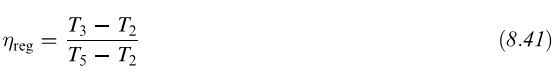 η_reg = (T_3 − T_2) / (T_5 − T_2) (8.41)